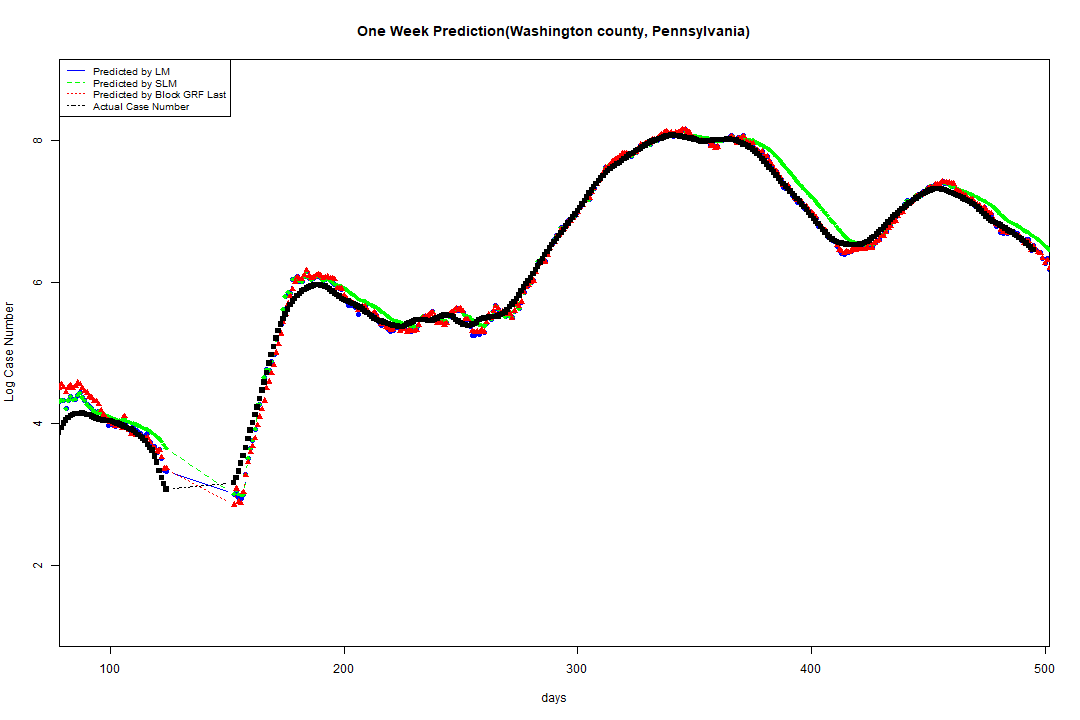 One Week Prediction(Washington county, Pennsylvania)
Predicted by LM
Predicted by SLM
Predicted by Block GRF Last
Actual Case Number
8
6
4
2
Log Case Number
100 200 300 400 500
days